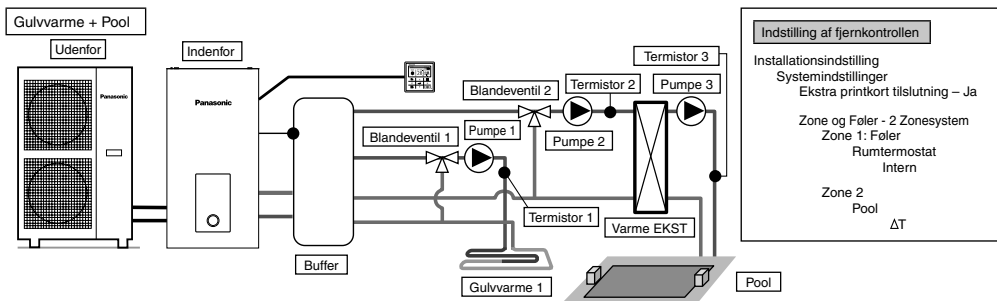 Gulvvarme + Pool
Udenfor
Indenfor
Panasonic
Panasonic
Blandeventil 1
Pumpe 1
Blandeventil 2
Termistor 2
Termistor 3
Pumpe 3
Pumpe 2
Termistor 1
Varme EKST
Buffer
Gulvvarme 1
Pool
Indstilling af fjernkontrollen
Installationsindstilling
Systemindstillinger
Ekstra printkort tilslutning – Ja
Zone og Føler - 2 Zonesystem
Zone 1: Føler
Rumtermostat
Intern
Zone 2
Pool
ΔT